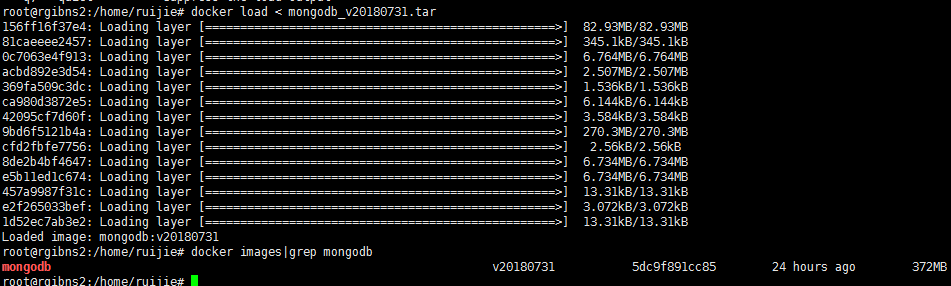 root@rgibns2:/home/ruijie# docker load < mongodb_v20180731.tar
156ff16f37e4: Loading layer [==================================================>]  82.93MB/82.93MB
81caeeee2457: Loading layer [==================================================>]  345.1kB/345.1kB
0c7063e4f913: Loading layer [==================================================>]  6.764MB/6.764MB
acbd892e3d54: Loading layer [==================================================>]  2.507MB/2.507MB
369fa509c3dc: Loading layer [==================================================>]  1.536kB/1.536kB
ca980d3872e5: Loading layer [==================================================>]  6.144kB/6.144kB
42095cf7d60f: Loading layer [==================================================>]  3.584kB/3.584kB
9bd6f5121b4a: Loading layer [==================================================>]  270.3MB/270.3MB
cfd2fbfe7756: Loading layer [==================================================>]  2.56kB/2.56kB
8de2b4bf4647: Loading layer [==================================================>]  6.734MB/6.734MB
e5b11ed1c674: Loading layer [==================================================>]  6.734MB/6.734MB
457a9987f31c: Loading layer [==================================================>]  13.31kB/13.31kB
e2f265033bef: Loading layer [==================================================>]  3.072kB/3.072kB
1d52ec7ab3e2: Loading layer [==================================================>]  13.31kB/13.31kB
Loaded image: mongodb:v20180731
root@rgibns2:/home/ruijie# docker images|grep mongodb
mongodb v20180731 5dc9f891cc85 24 hours ago 372MB
root@rgibns2:/home/ruijie#